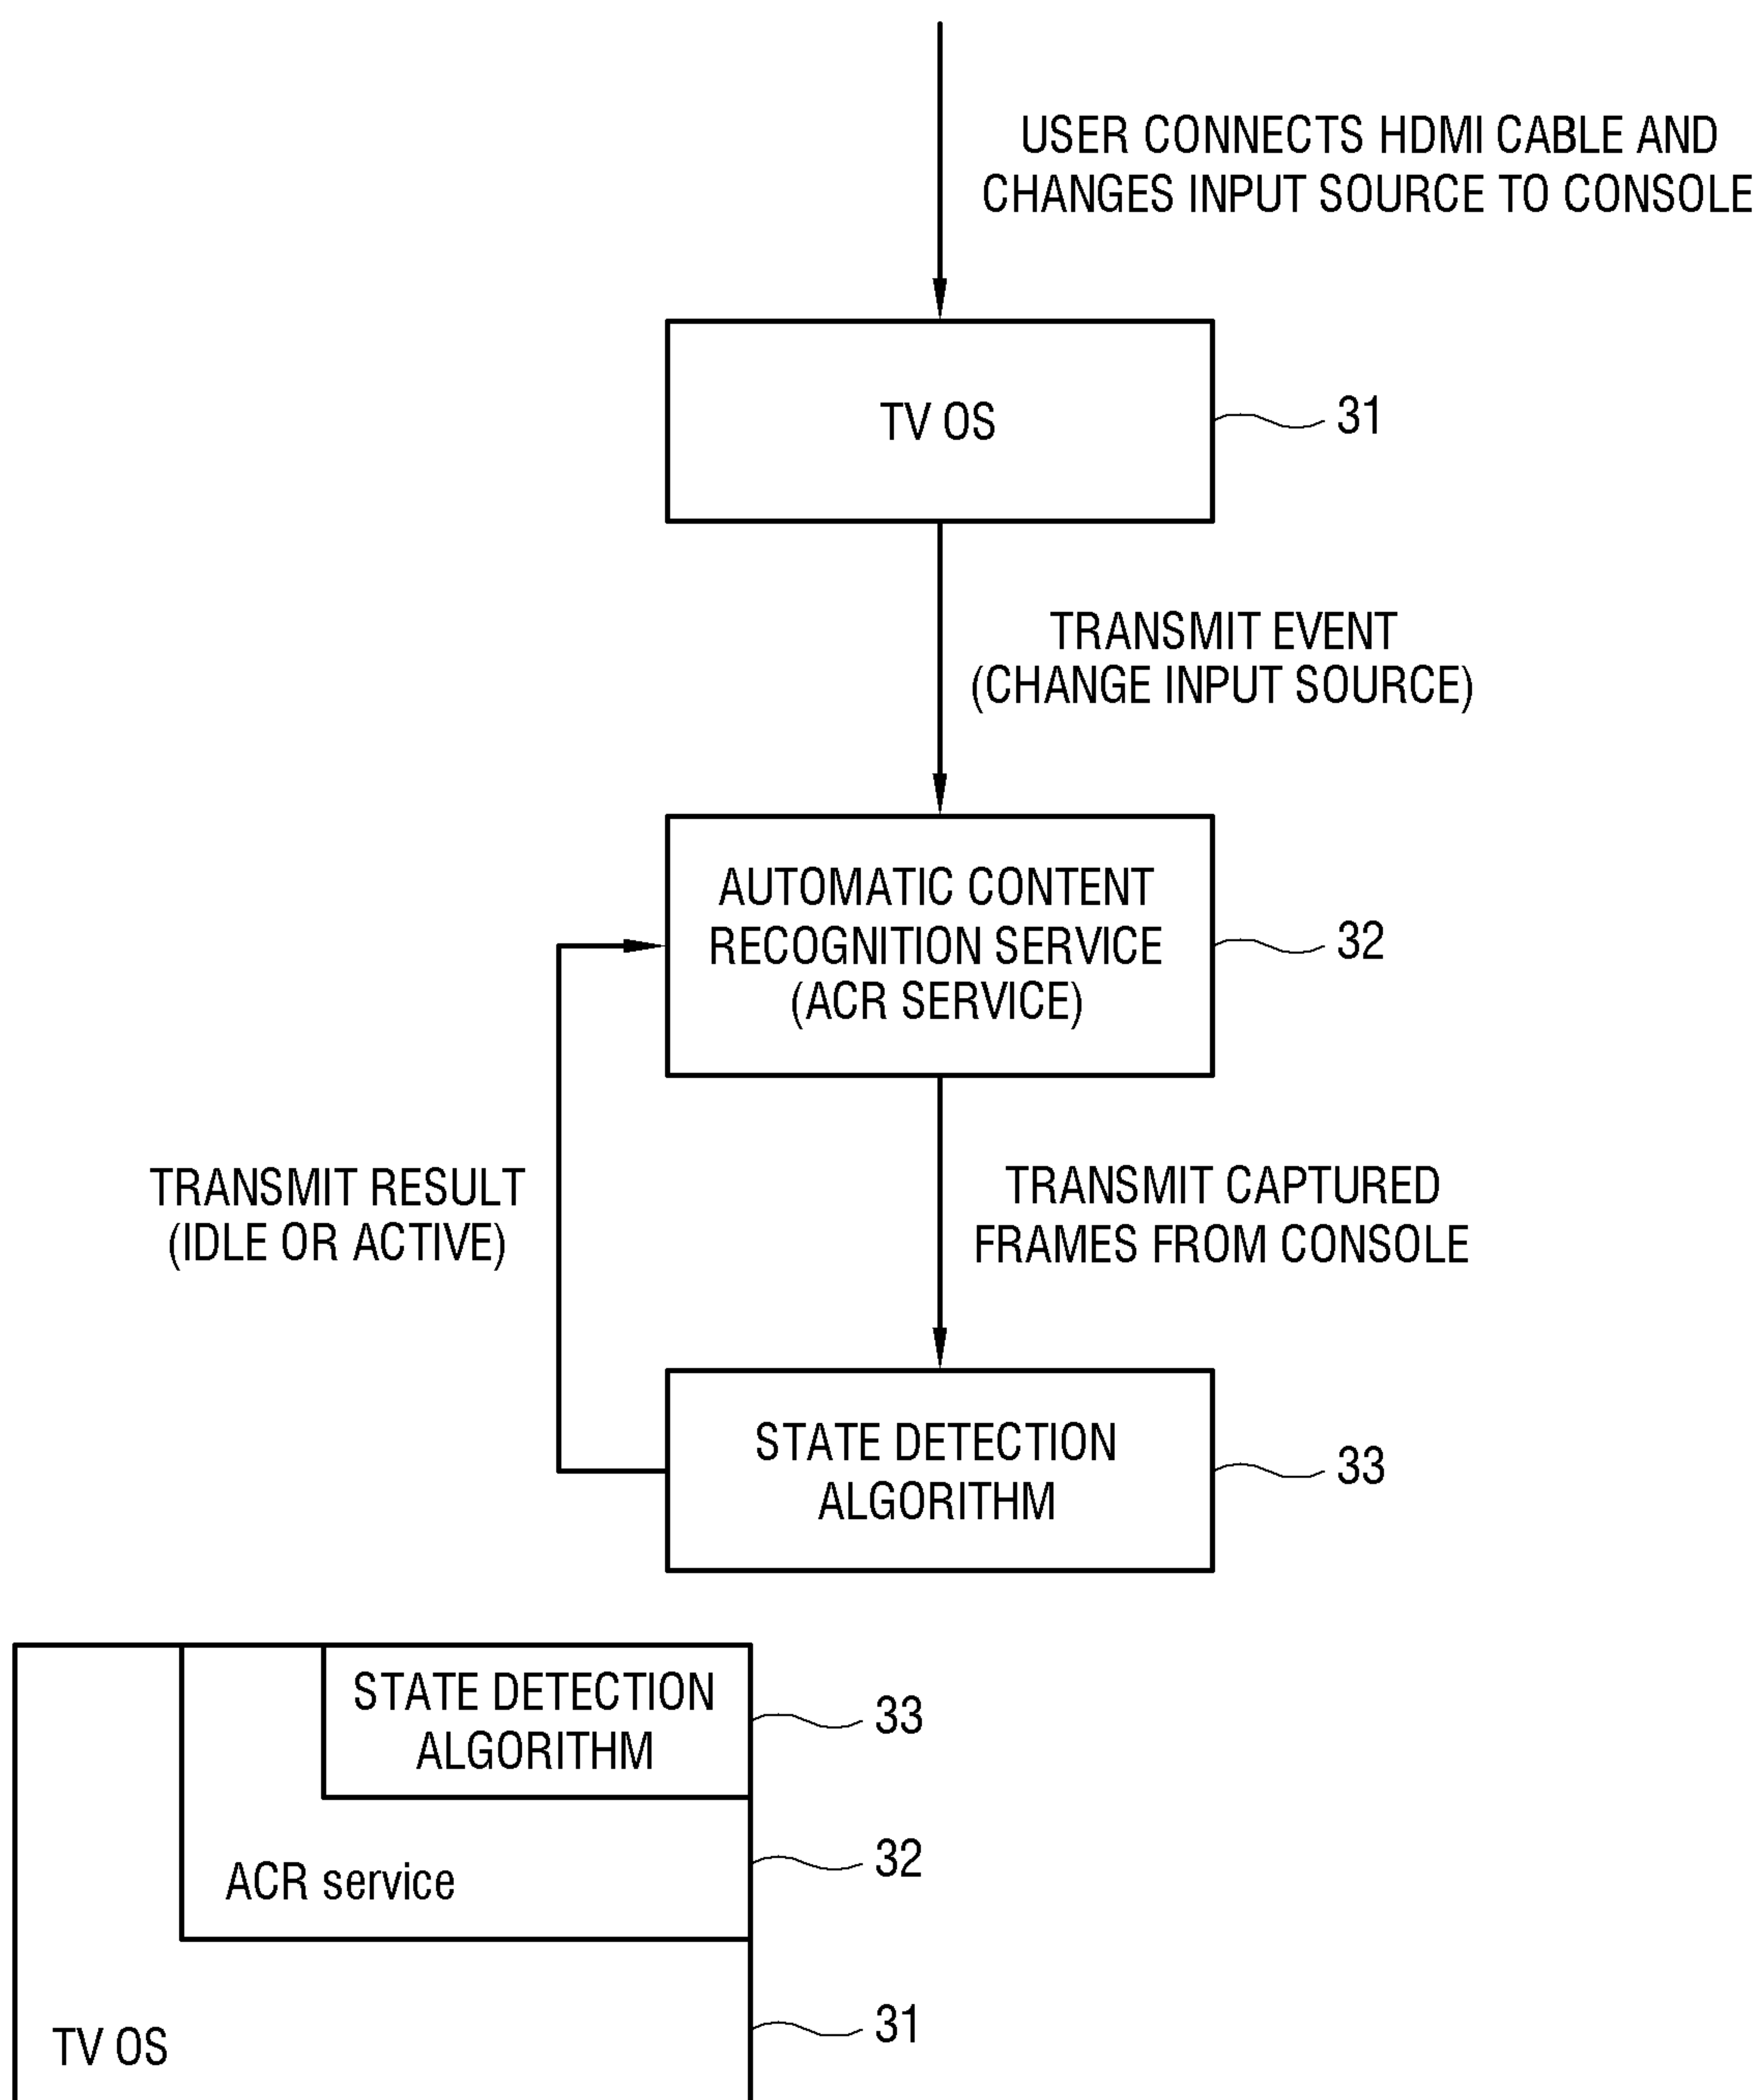 USER CONNECTS HDMI CABLE AND
CHANGES INPUT SOURCE TO CONSOLE
TV OS
31
TRANSMIT EVENT
(CHANGE INPUT SOURCE)
AUTOMATIC CONTENT
RECOGNITION SERVICE
(ACR SERVICE)
32
TRANSMIT RESULT
(IDLE OR ACTIVE)
TRANSMIT CAPTURED
FRAMES FROM CONSOLE
STATE DETECTION
ALGORITHM
33
STATE DETECTION
ALGORITHM
33
ACR service
32
TV OS
31